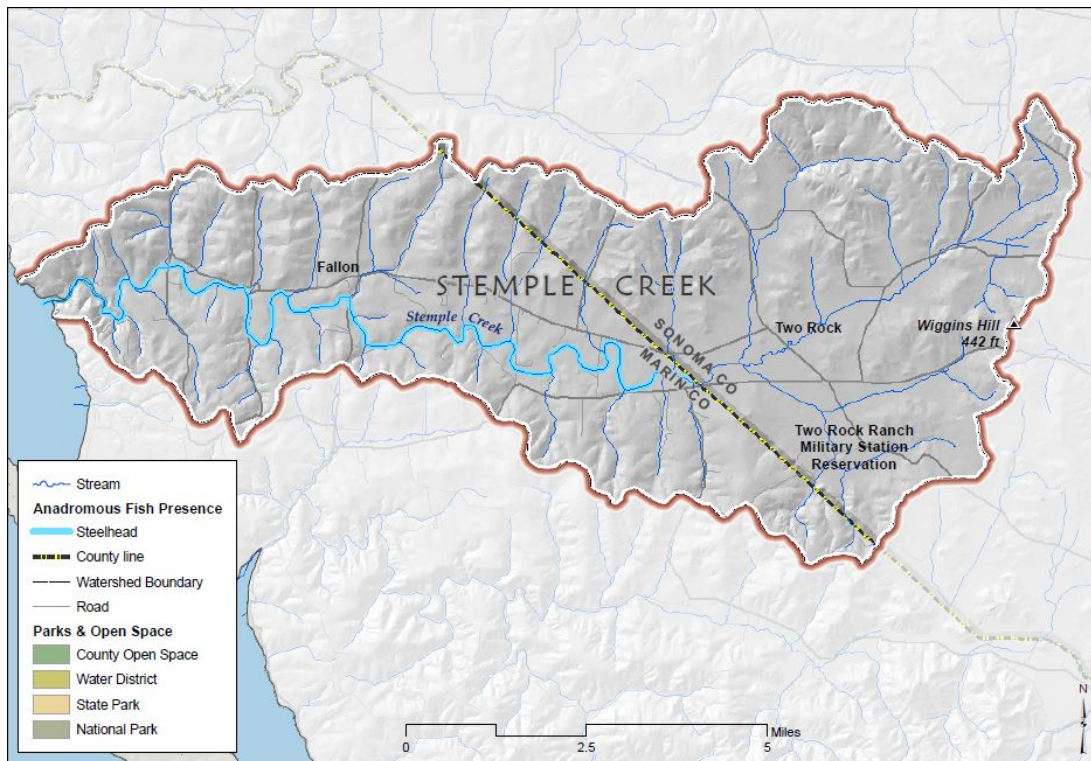 Fallon
STEMPLE CREEK
Stemple Creek
SONOMA CO
MARIN CO
Two Rock
Wiggins Hill
442 ft
Two Rock Ranch
Military Station
Reservation
Stream
Anadromous Fish Presence
Steelhead
County line
Watershed Boundary
Road
Parks & Open Space
County Open Space
Water District
State Park
National Park
Miles
0 2.5 5
N